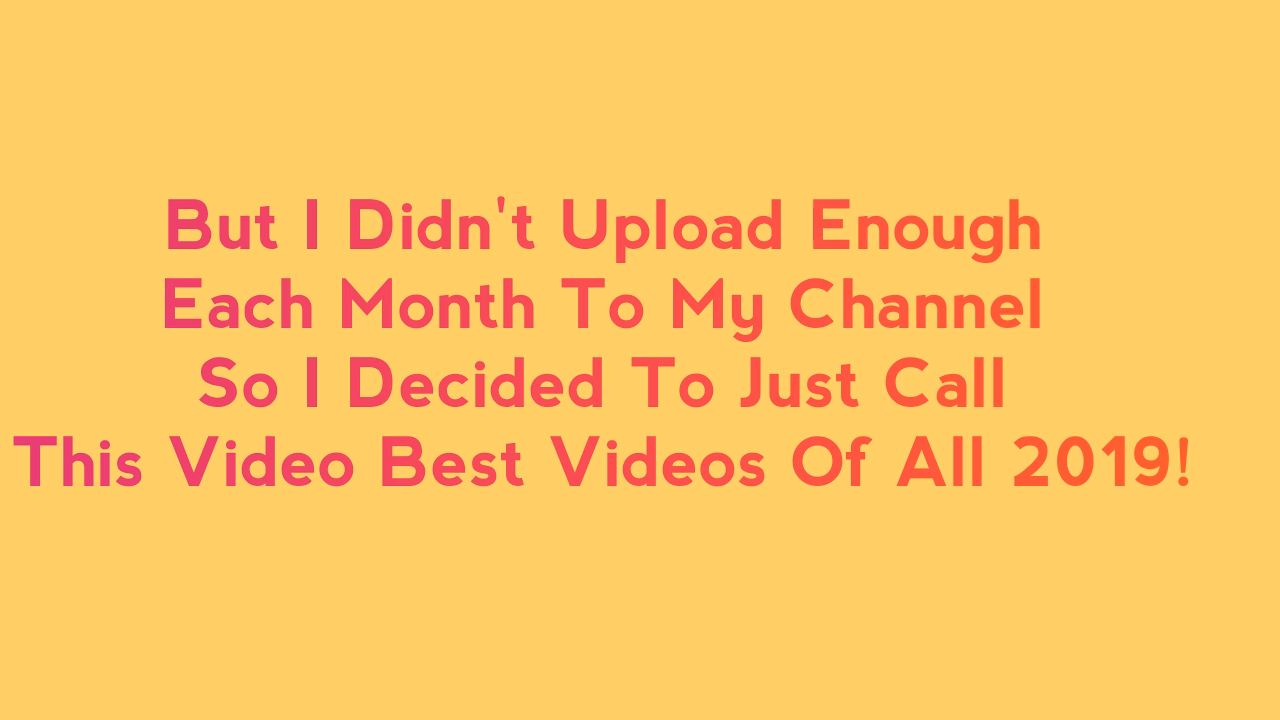 But I Didn't Upload Enough
Each Month To My Channel
So I Decided To Just Call
This Video Best Videos Of All 2019!